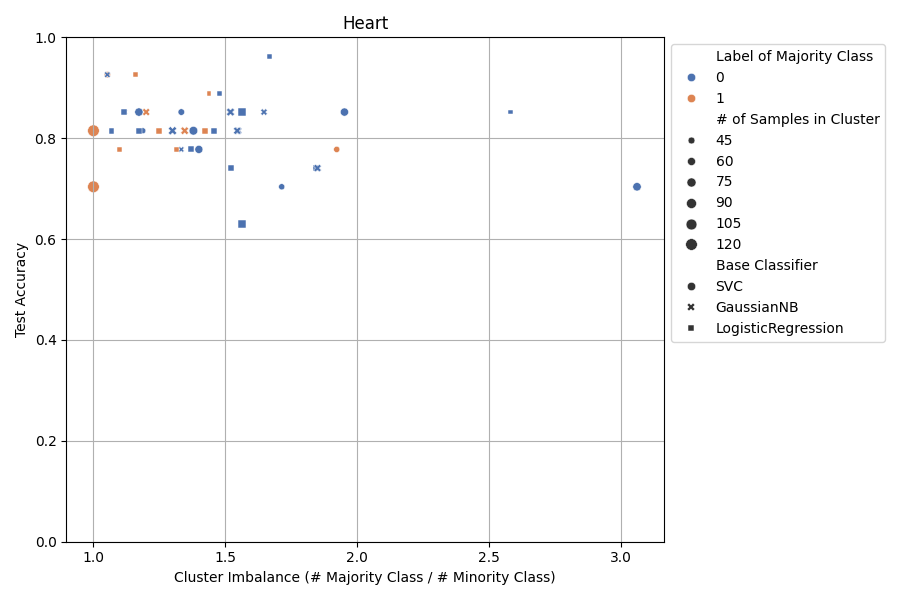 Heart
1.0
0.8
0.6
0.4
0.2
0.0
Test Accuracy
1.0
1.5
2.0
2.5
3.0
Cluster Imbalance (# Majority Class / # Minority Class)
Label of Majority Class
0
1
# of Samples in Cluster
45
60
75
90
105
120
Base Classifier
SVC
GaussianNB
LogisticRegression